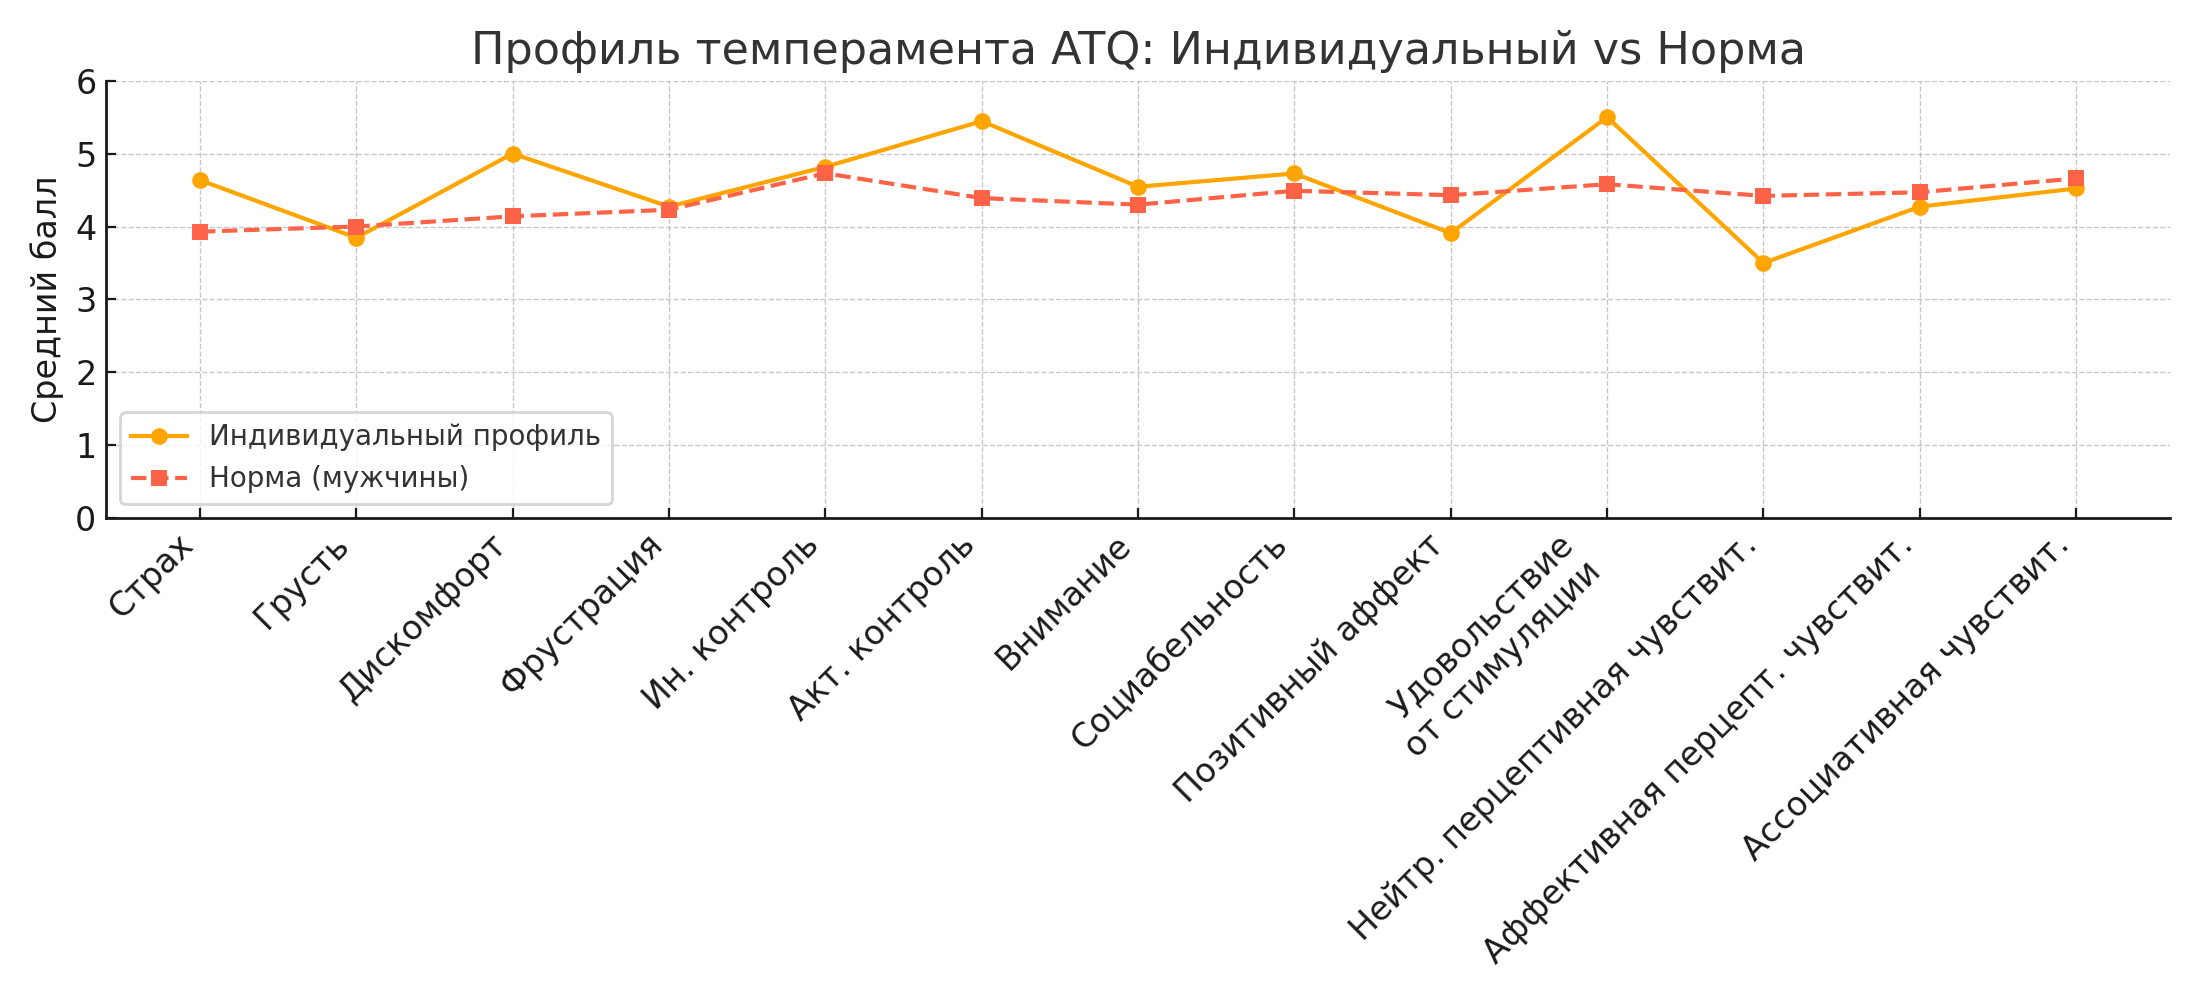 Профиль темперамента ATQ: Индивидуальный vs Норма
Средний балл
6
5
4
3
2
1
0
Индивидуальный профиль
Норма (мужчины)
Страх
Грусть
Дискомфорт
Фрустрация
Ин. контроль
Акт. контроль
Внимание
Социабельность
Позитивный аффект
Удовольствие
от стимуляции
Нейтр. перцептивная чувствит.
Аффективная перцепт. чувствит.
Ассоциативная чувствит.